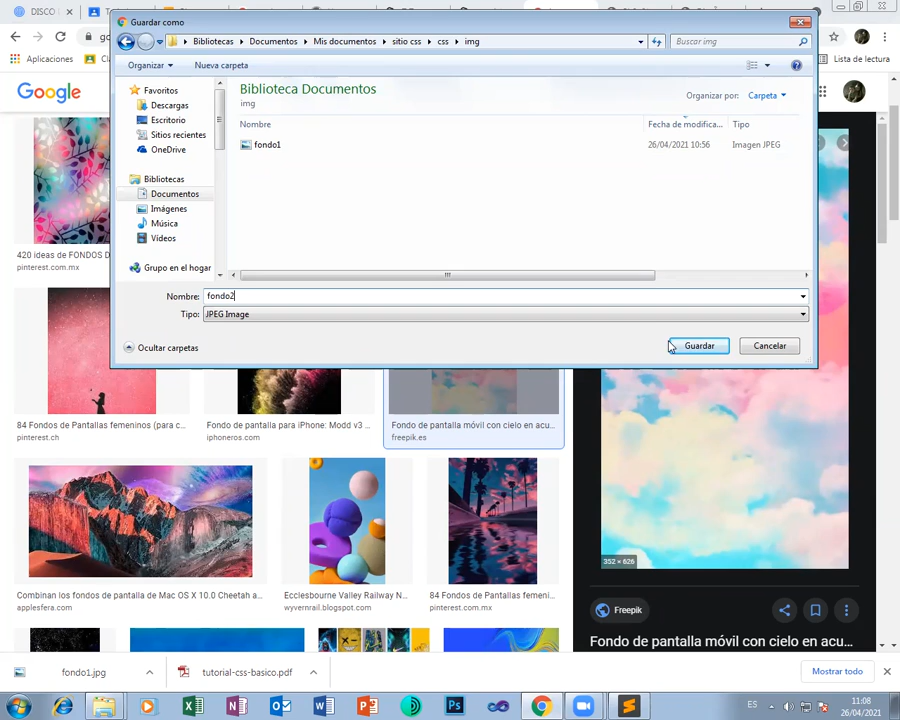 DISCO
Guardar como
Bibliotecas
Documentos
Mis documentos
sitio css
css
img
Buscar img
Organizar
Nueva carpeta
Aplicaciones
Lista de lectura
Google
Favoritos
Descargas
Escritorio
Sitios recientes
OneDrive
Bibliotecas
Documentos
Imágenes
Música
Vídeos
Grupo en el hogar
Biblioteca Documentos
img
Organizar por: Carpeta
Nombre
Fecha de modifica...
Tipo
fondo1
26/04/2021 10:56
Imagen JPEG
Nombre: fondo2
Tipo: JPEG Image
Ocultar carpetas
Guardar
Cancelar
420 ideas de FONDOS D
pinterest.com.mx
84 Fondos de Pantallas femeninos (para c...
pinterest.ch
Fondo de pantalla para iPhone: Modd v3 ...
iphoneros.com
Fondo de pantalla móvil con cielo en acu...
freepik.es
Combinan los fondos de pantalla de Mac OS X 10.0 Cheetah a...
applesfera.com
Ecclesbourne Valley Railway N...
wyvernrail.blogspot.com
84 Fondos de Pantallas femeni...
pinterest.com.mx
352 × 626
Freepik
Fondo de pantalla móvil con cielo en acu...
fondo1.jpg
tutorial-css-basico.pdf
Mostrar todo
ES
11:08
26/04/2021